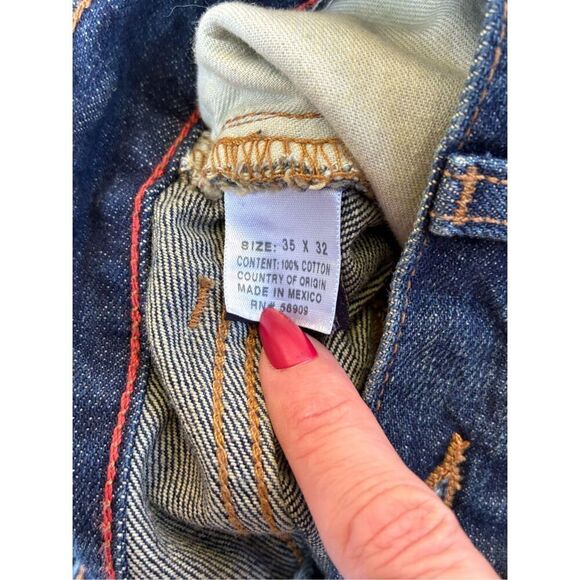 SIZE: 35 X 32
CONTENT: 100% COTTON
COUNTRY OF ORIGIN
MADE IN MEXICO
RN# 56909